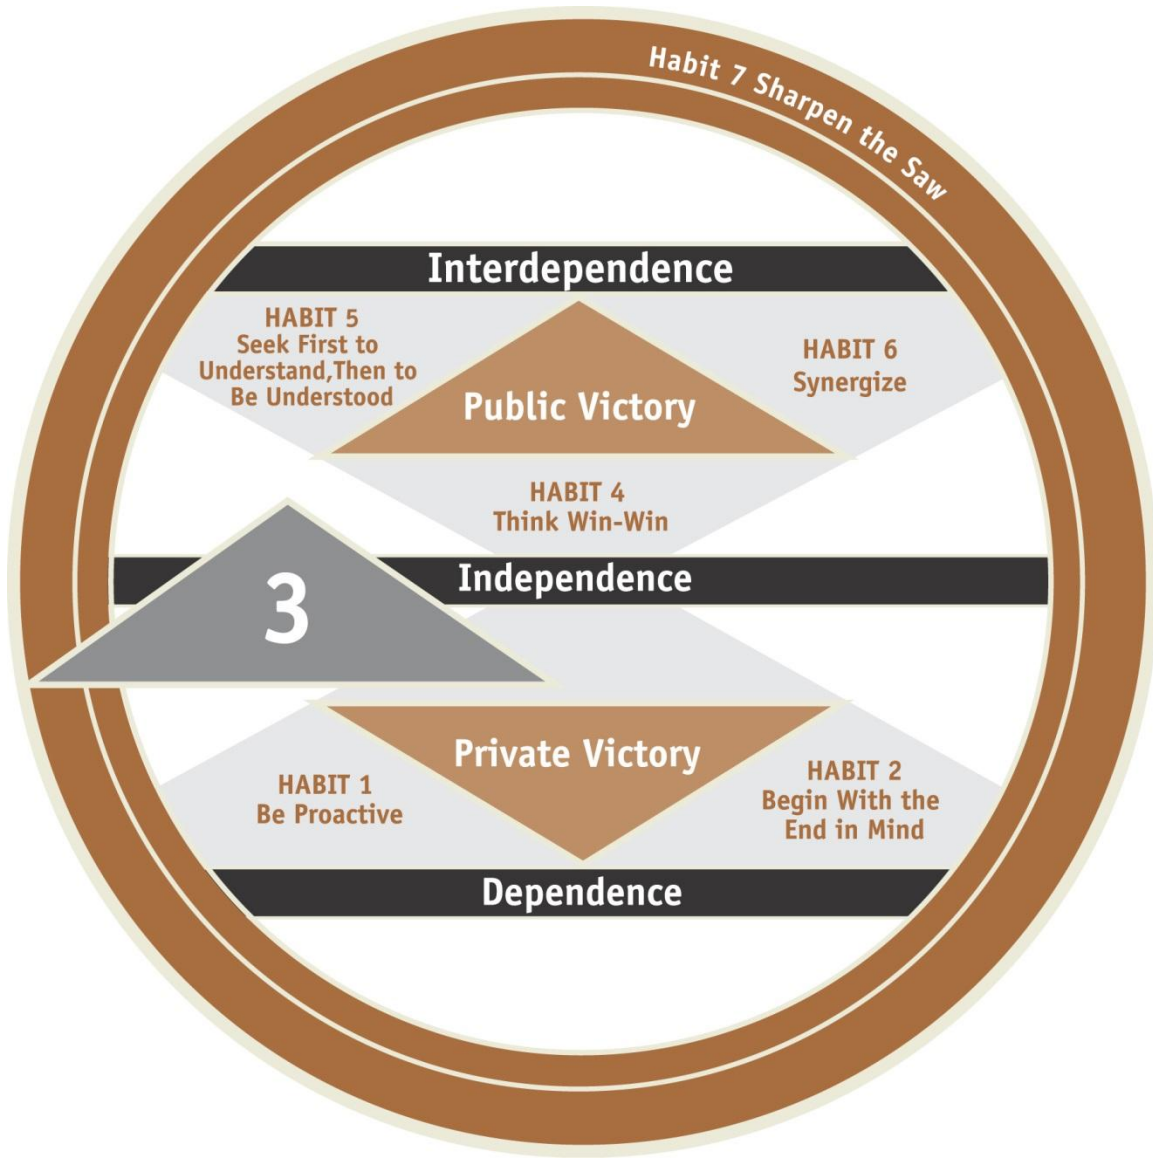 Habit 7 Sharpen the Saw
Interdependence
HABIT 5
Seek First to
Understand,Then to
Be Understood
HABIT 6
Synergize
Public Victory
HABIT 4
Think Win-Win
Independence
3
Private Victory
HABIT 1
Be Proactive
HABIT 2
Begin With the
End in Mind
Dependence